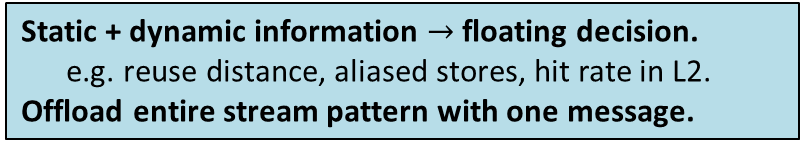 Static + dynamic information → floating decision.
e.g. reuse distance, aliased stores, hit rate in L2.
Offload entire stream pattern with one message.